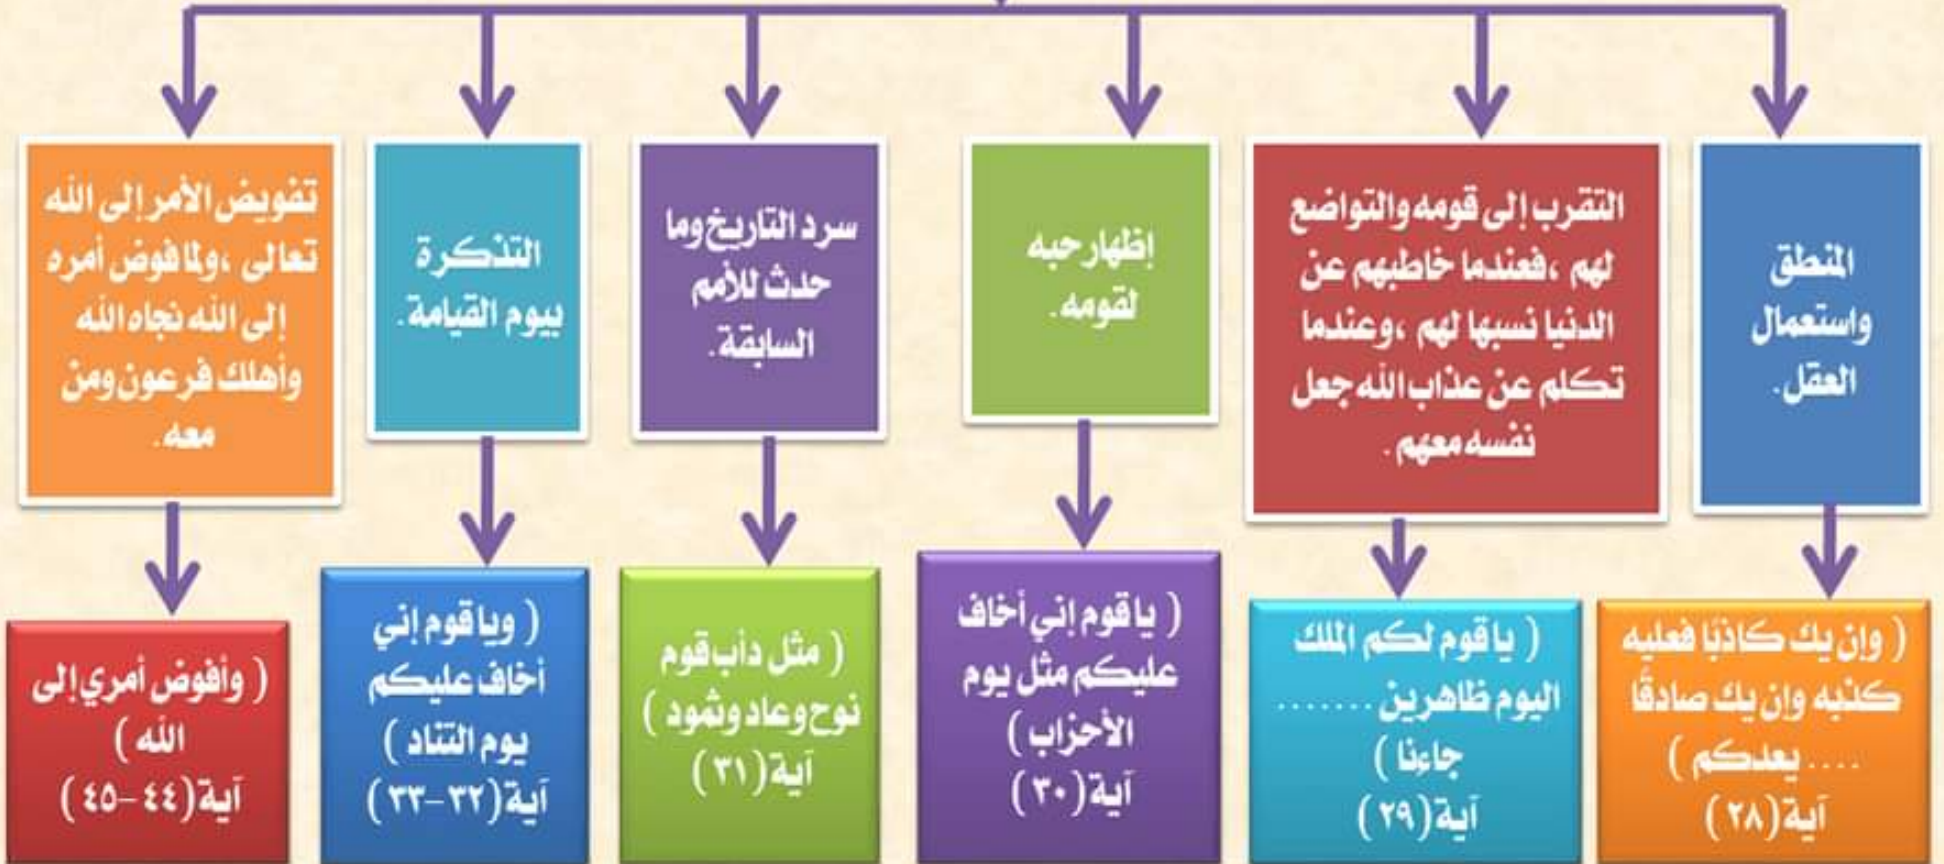 المنطق
واستعمال
العقل.
التقرب إلى قومه والتواضع
لهم ،فعندما خاطبهم عن
الدنيا نسبها لهم ،وعندما
تكلم عن عذاب الله جعل
نفسه معهم .
إظهار حبه
لقومه.
سرد التاريخ وما
حدث للأمم
السابقة.
التذكرة
بيوم القيامة.
تفويض الأمر إلى الله
تعالى ،ولما فوض أمره
إلى الله نجاه الله
وأهلك فرعون ومن
معه.
( وإن يك كاذبًا فعليه
كذبه وإن يك صادقًا
.... يعدكم )
آية(٢٨)
( يا قوم لكم الملك
اليوم ظاهرين .......
جاءنا )
آية(٢٩)
( يا قوم إني أخاف
عليكم مثل يوم
الأحزاب )
آية(٣٠)
( مثل دأب قوم
نوح وعاد وثمود )
آية(٣١)
( ويا قوم إني
أخاف عليكم
يوم التناد )
آية(٣٢-٣٣)
( وأفوض أمري إلى
الله )
آية(٤٤-٤٥)